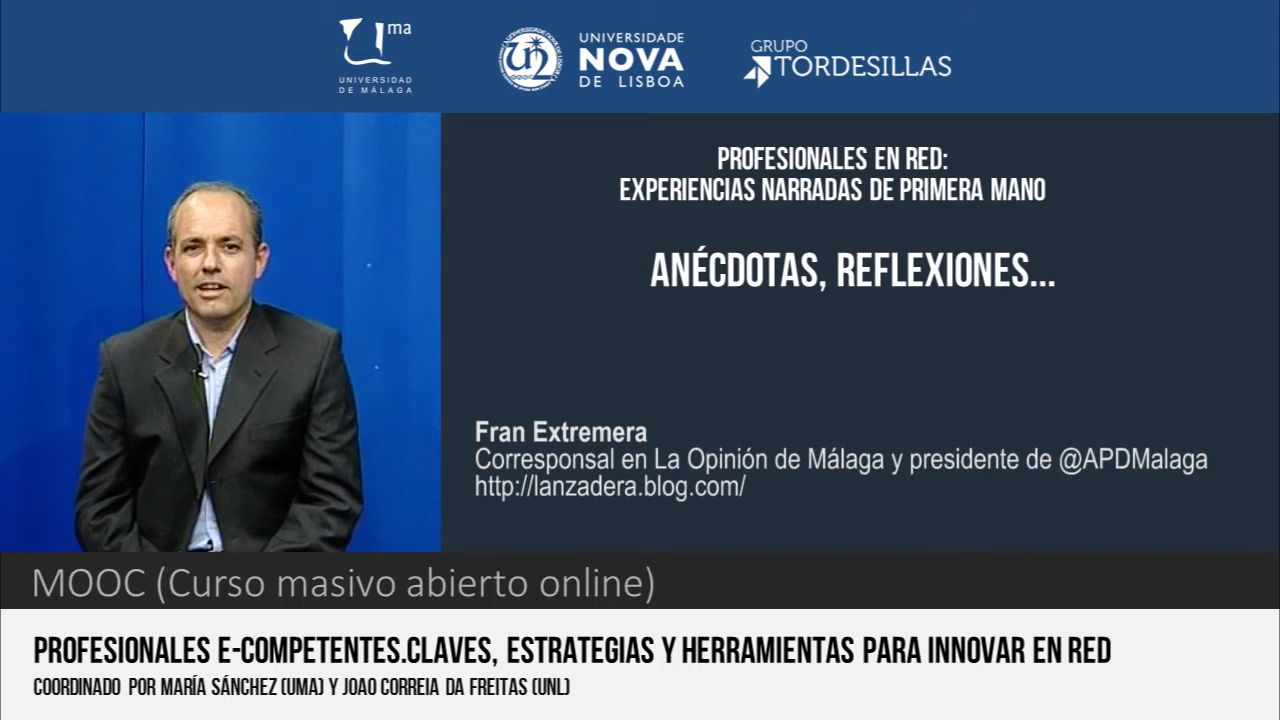 uma
UNIVERSIDAD
DE MÁLAGA
UNIVERSIDADE
NOVA
DE LISBOA
GRUPO
TORDESILLAS
PROFESIONALES EN RED:
EXPERIENCIAS NARRADAS DE PRIMERA MANO
ANÉCDOTAS, REFLEXIONES...
Fran Extremera
Corresponsal en La Opinión de Málaga y presidente de @APDMalaga
http://lanzadera.blog.com/
MOOC (Curso masivo abierto online)
PROFESIONALES E-COMPETENTES.CLAVES, ESTRATEGIAS Y HERRAMIENTAS PARA INNOVAR EN RED
COORDINADO POR MARÍA SÁNCHEZ (UMA) Y JOAO CORREIA DA FREITAS (UNL)